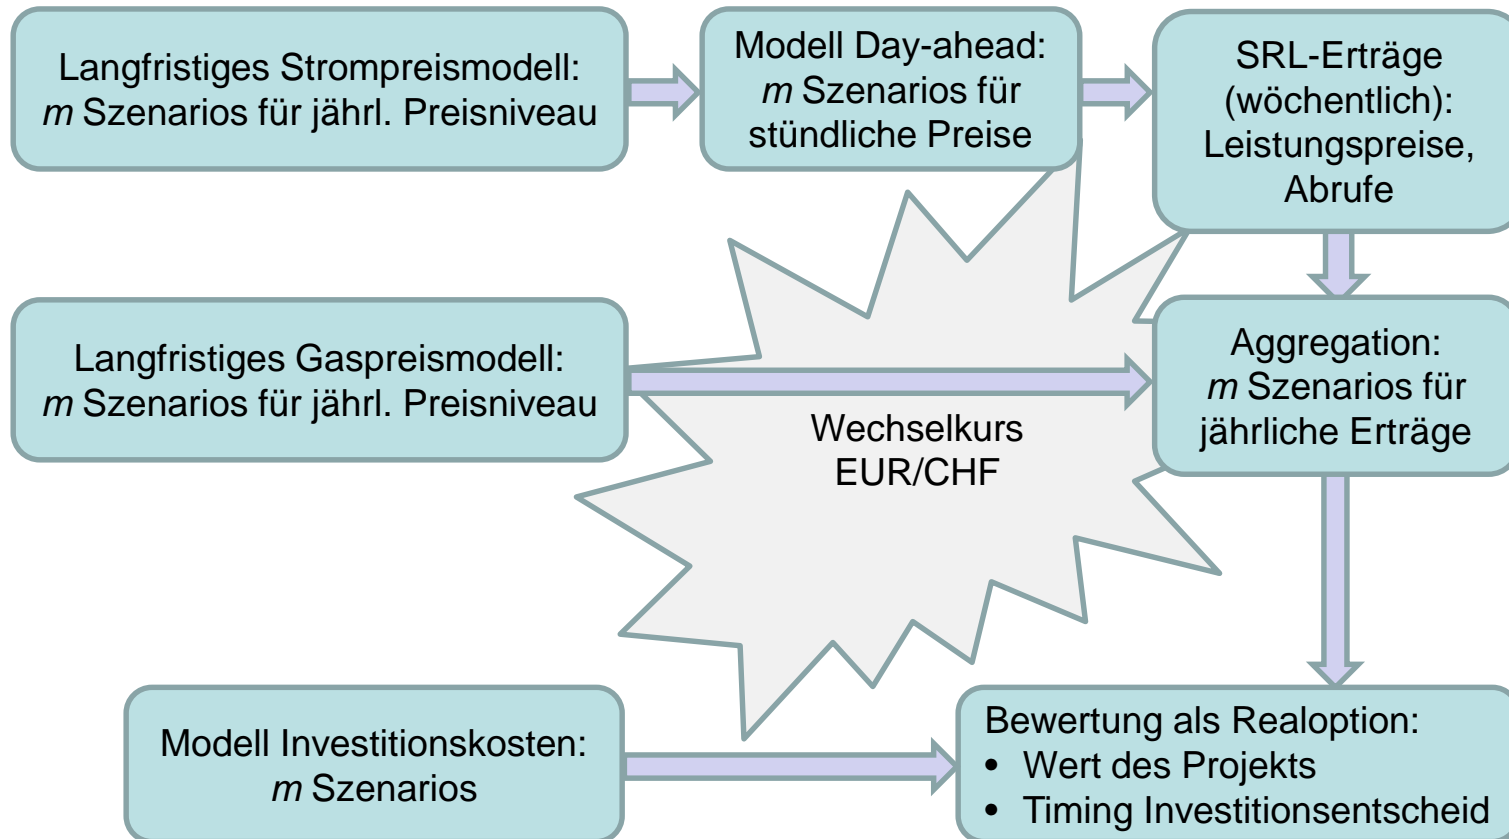 Langfristiges Strompreismodell:
m Szenarios für jährl. Preisniveau
Modell Day-ahead:
m Szenarios für
stündliche Preise
SRL-Erträge
(wöchentlich):
Leistungspreise,
Abrufe
Langfristiges Gaspreismodell:
m Szenarios für jährl. Preisniveau
Wechselkurs
EUR/CHF
Aggregation:
m Szenarios für
jährliche Erträge
Modell Investitionskosten:
m Szenarios
Bewertung als Realoption:
• Wert des Projekts
• Timing Investitionsentscheid